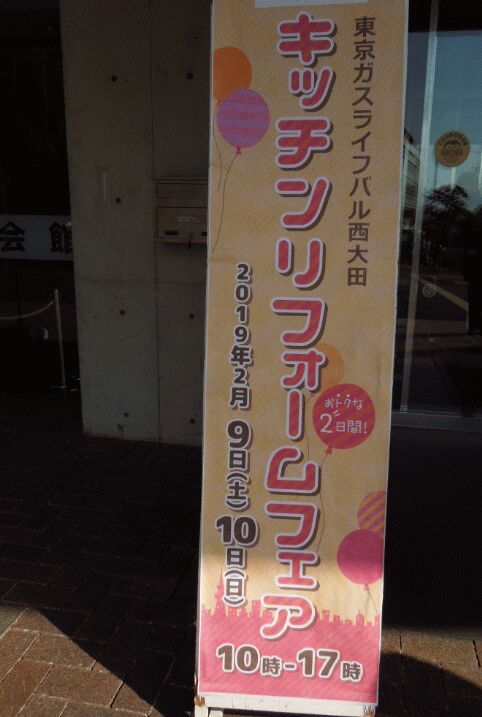 東京ガスライフバル西大田
キッチンリフォームフェア
おトクな
2日間!
2019年2月 9日(土)10日(日)
10時-17時
会館